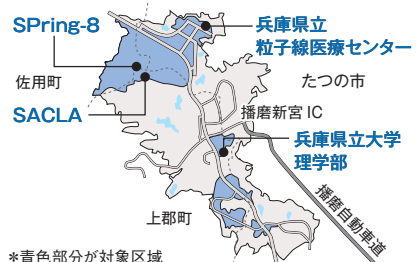 SPring-8
兵庫県立
粒子線医療センター
佐用町
たつの市
SACLA
播磨新宮 IC
兵庫県立大学
理学部
播磨自動車道
上郡町
＊青色部分が対象区域